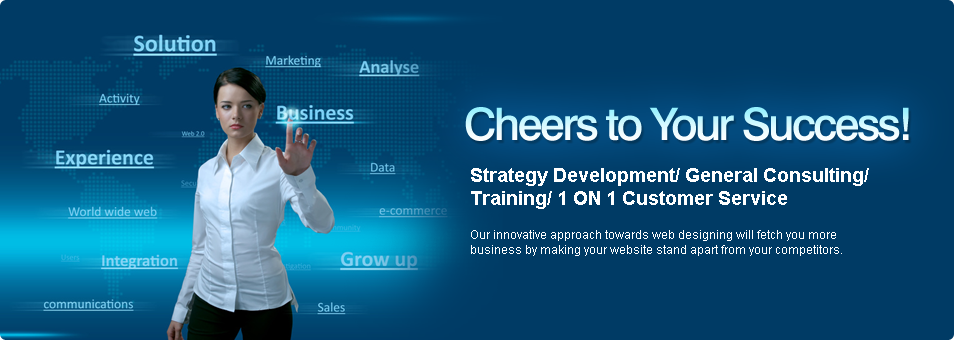 Solution
Marketing
Analyse
Activity
Business
Web 2.0
Experience
Data
World wide web
e-commerce
Integration
Grow up
communications
Sales
Cheers to Your Success!
Strategy Development/ General Consulting/
Training/ 1 ON 1 Customer Service
Our innovative approach towards web designing will fetch you more
business by making your website stand apart from your competitors.